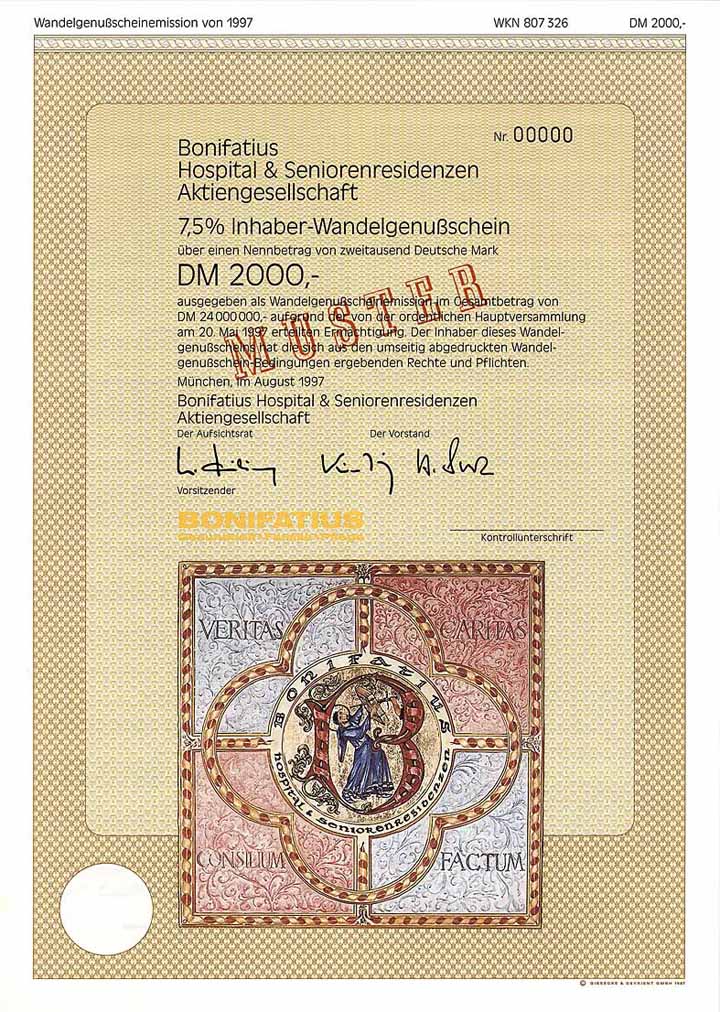 Wandelgenußscheinemission von 1997 WKN 807 326 DM 2000,-
Nr. 00000
Bonifatius
Hospital & Seniorenresidenzen
Aktiengesellschaft
7,5% Inhaber-Wandelgenußschein
über einen Nennbetrag von zweitausend Deutsche Mark
DM 2000,-
ausgegeben als Wandelgenußscheinemission im Gesamtbetrag von
DM 24 000 000,- aufgrund der von der ordentlichen Hauptversammlung
am 20. Mai 1997 erteilten Ermächtigung. Der Inhaber dieses Wandel-
genußscheins hat die sich aus den umseitig abgedruckten Wandel-
genußschein-Bedingungen ergebenden Rechte und Pflichten.
MUSTER
München, im August 1997
Bonifatius Hospital & Seniorenresidenzen
Aktiengesellschaft
Der Aufsichtsrat Der Vorstand
Vorsitzender
BONIFATIUS
Kontrollunterschrift
VERITAS CARITAS
BONIFATIUS
B
hospital & seniorenresidenzen
CONSILIUM FACTUM
© GIESECKE & DEVRIENT GMBH 1997